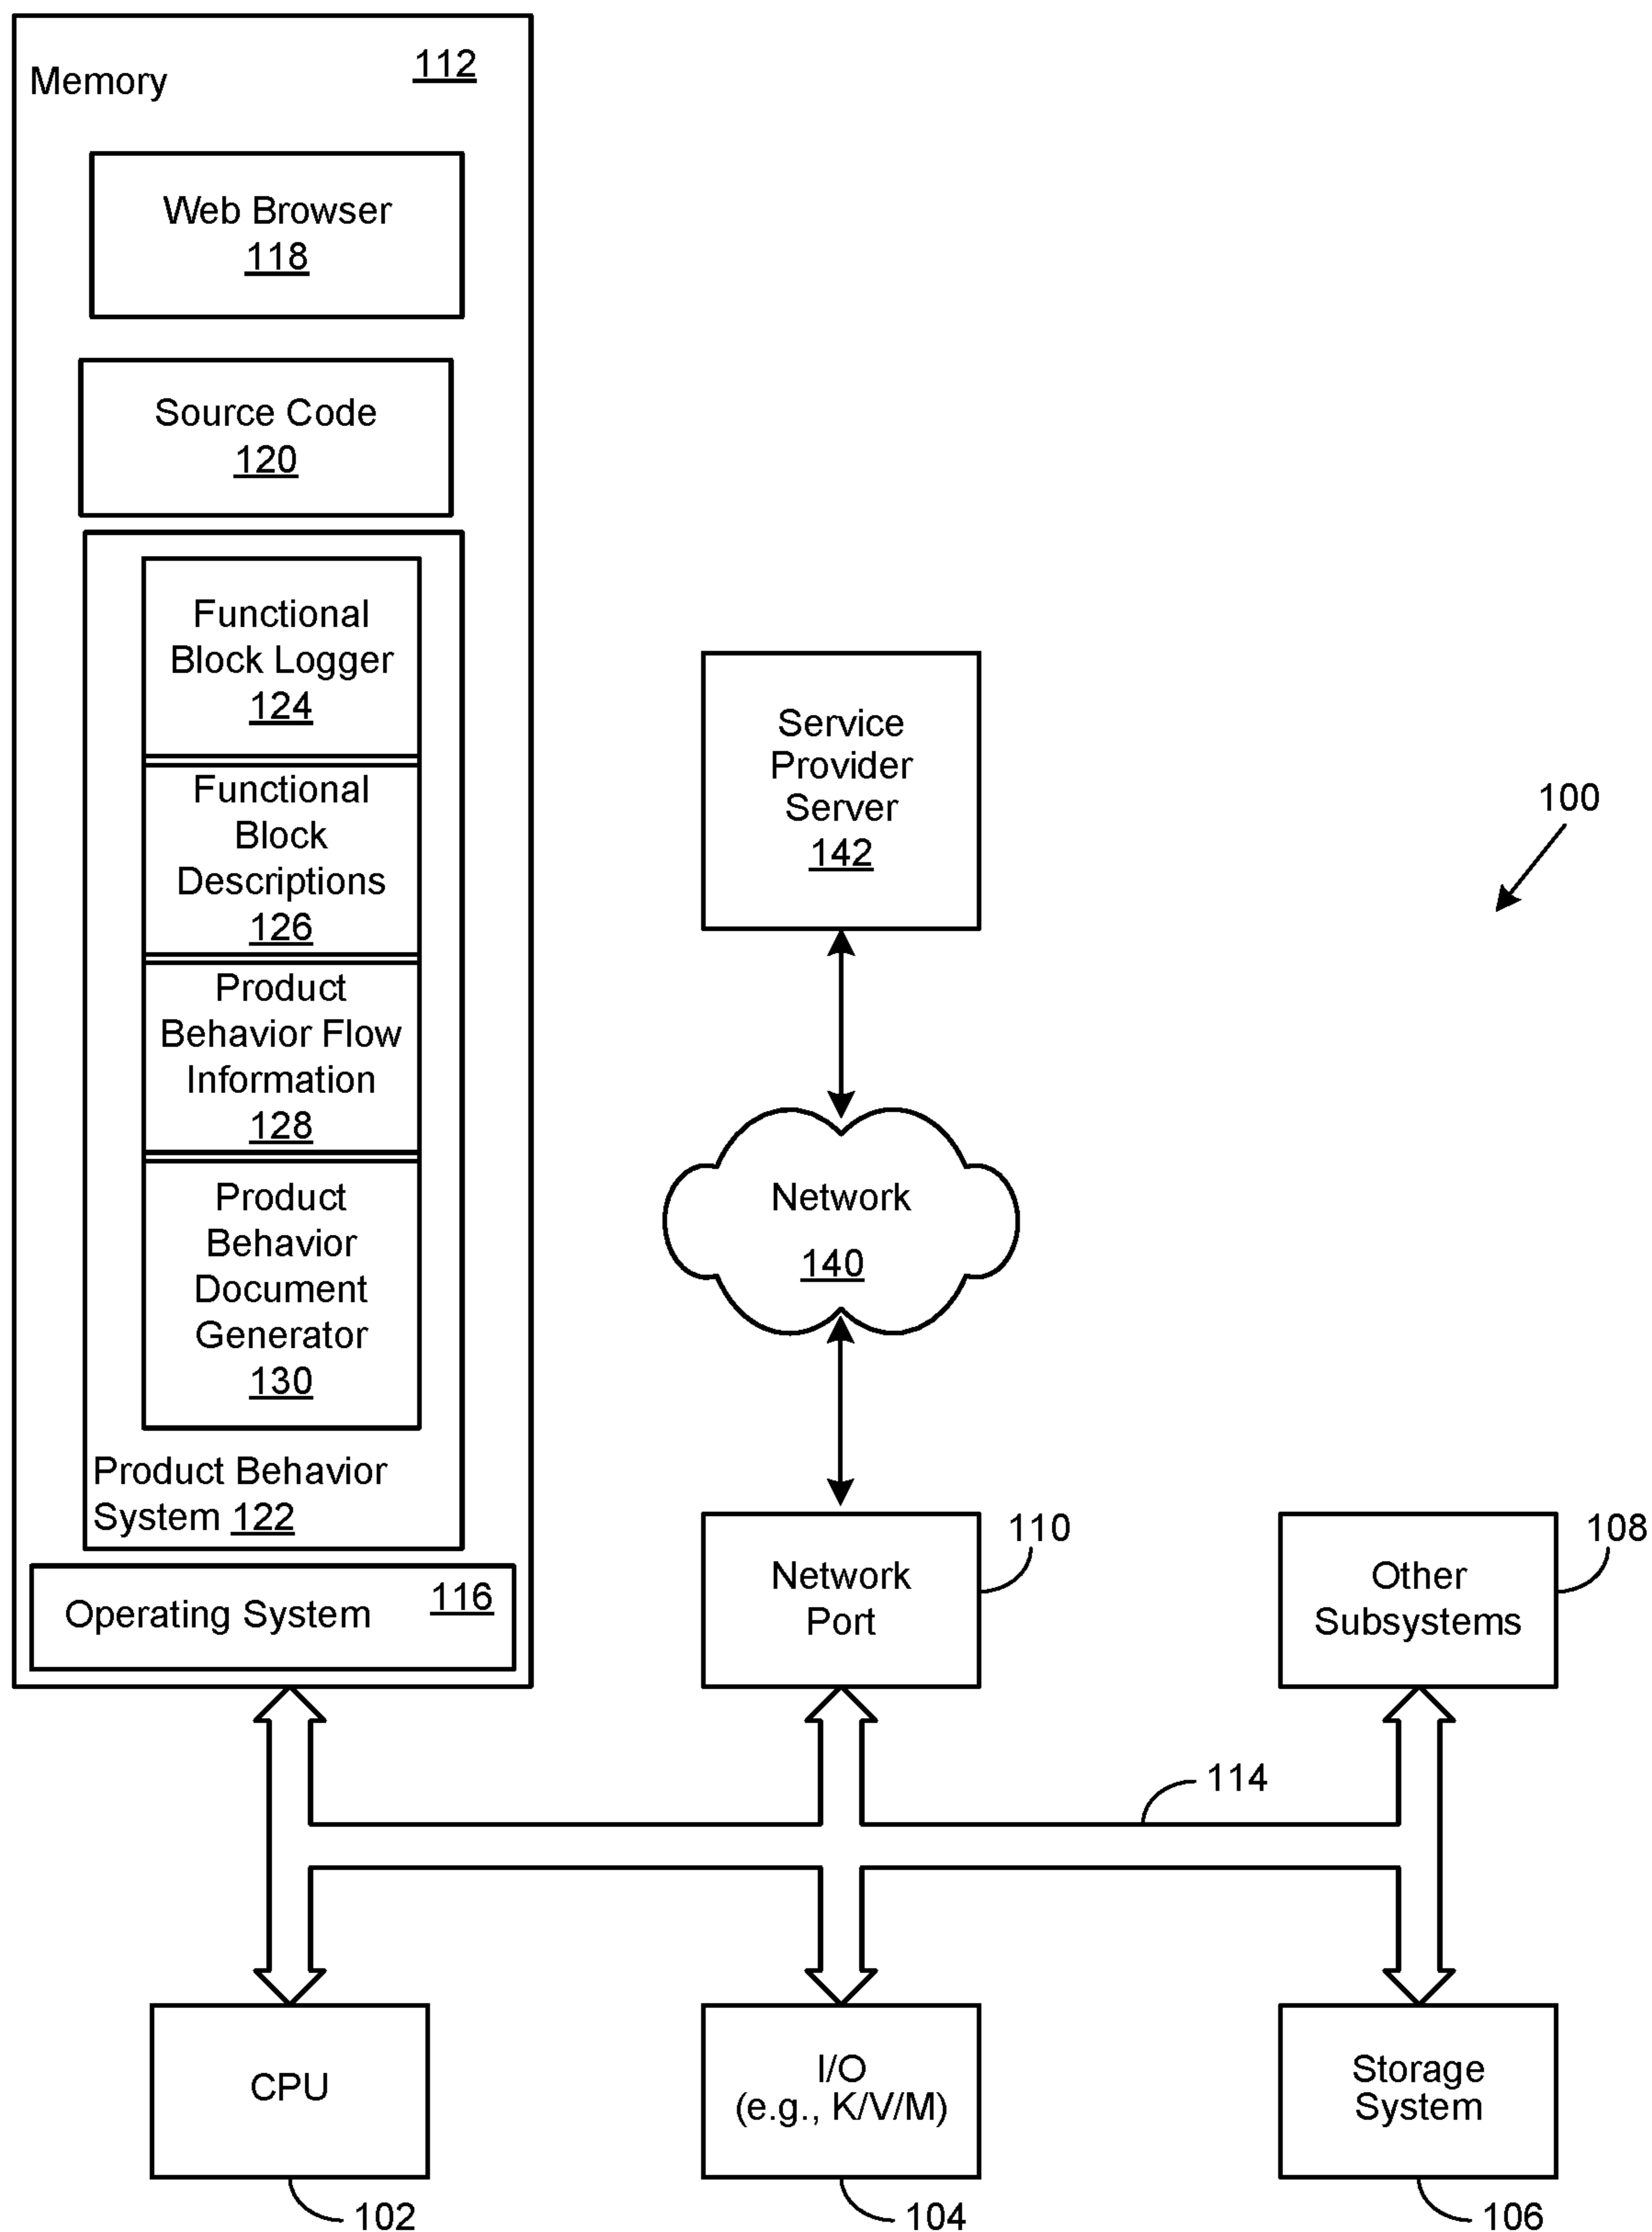 Memory
112
Web Browser
118
Source Code
120
Functional
Block Logger
124
Functional
Block
Descriptions
126
Product
Behavior Flow
Information
128
Product
Behavior
Document
Generator
130
Product Behavior
System 122
Operating System
116
Service
Provider
Server
142
100
Network
140
Network
Port
110
Other
Subsystems
108
114
CPU
102
I/O
(e.g., K/V/M)
104
Storage
System
106